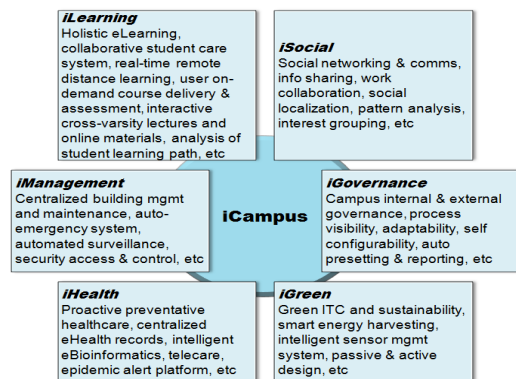 iLearning
Holistic eLearning,
collaborative student care
system, real-time remote
distance learning, user on-
demand course delivery &
assessment, interactive
cross-varsity lectures and
online materials, analysis of
student learning path, etc
iSocial
Social networking & comms,
info sharing, work
collaboration, social
localization, pattern analysis,
interest grouping, etc
iManagement
Centralized building mgmt
and maintenance, auto-
emergency system,
automated surveillance,
security access & control, etc
iCampus
iGovernance
Campus internal & external
governance, process
visibility, adaptability, self
configurability, auto
presetting & reporting, etc
iHealth
Proactive preventative
healthcare, centralized
eHealth records, intelligent
eBioinformatics, telecare,
epidemic alert platform, etc
iGreen
Green ITC and sustainability,
smart energy harvesting,
intelligent sensor mgmt
system, passive & active
design, etc